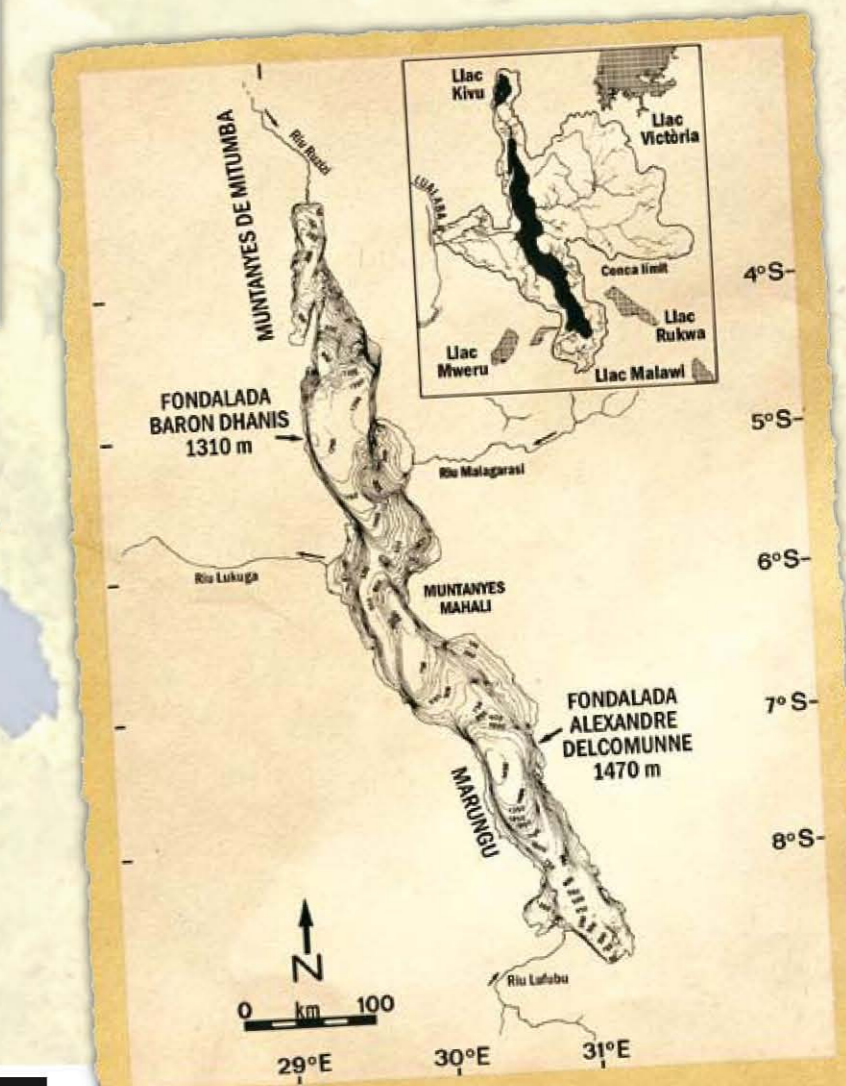 Llac
Kivu
Llac
Victòria
LUALABA R.
Conca límit
Llac
Rukwa
Llac
Mweru
Llac Malawi
Riu Ruzizi
MUNTANYES DE MITUMBA
4°S
FONDALADA
BARON DHANIS
1310 m
5°S
Riu Malagarasi
6°S
Riu Lukuga
MUNTANYES
MAHALI
7°S
FONDALADA
ALEXANDRE
DELCOMUNNE
1470 m
MARUNGU
8°S
N
Riu Lufubu
0 km 100
29°E
30°E
31°E